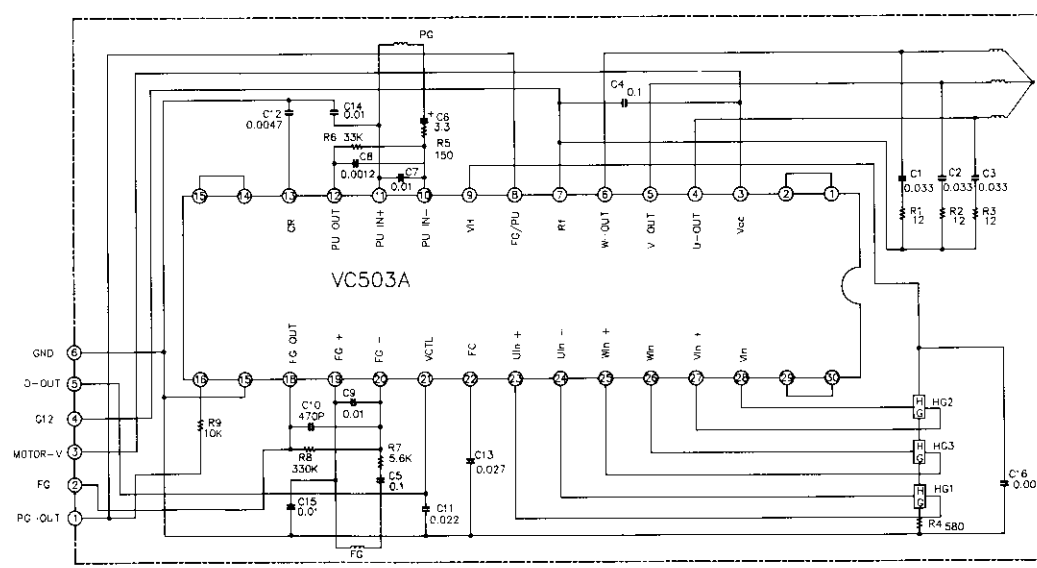 PG
C4
0.1
C12
0.0047
C14
0.01
C6
3.3
R5
150
R6 33K
C8
0.0012
C7
0.01
C1
0.033
C2
0.033
C3
0.033
R1
12
R2
12
R3
12
15 14 13 12 11 10 9 8 7 6 5 4 3 2 1
CR
PU OUT
PU IN+
PU IN-
VH
FG/PU
Rf
W-OUT
V OUT
U-OUT
Vcc
VC503A
FG OUT
FG +
FG -
VCTL
FC
UIn +
UIn -
WIn +
WIn
VIn +
VIn
16 15 18 19 20 21 22 23 24 25 26 27 28 29 30
GND 6
D-OUT 5
G12 4
MOTOR-V 3
FG 2
PG-OUT 1
R9
10K
C10
470P
C9
0.01
R8
330K
R7
5.6K
C5
0.1
C15
0.01
C11
0.022
C13
0.027
FG
H
G
HG2
H
G
HG3
H
G
HG1
R4 580
C16
0.00